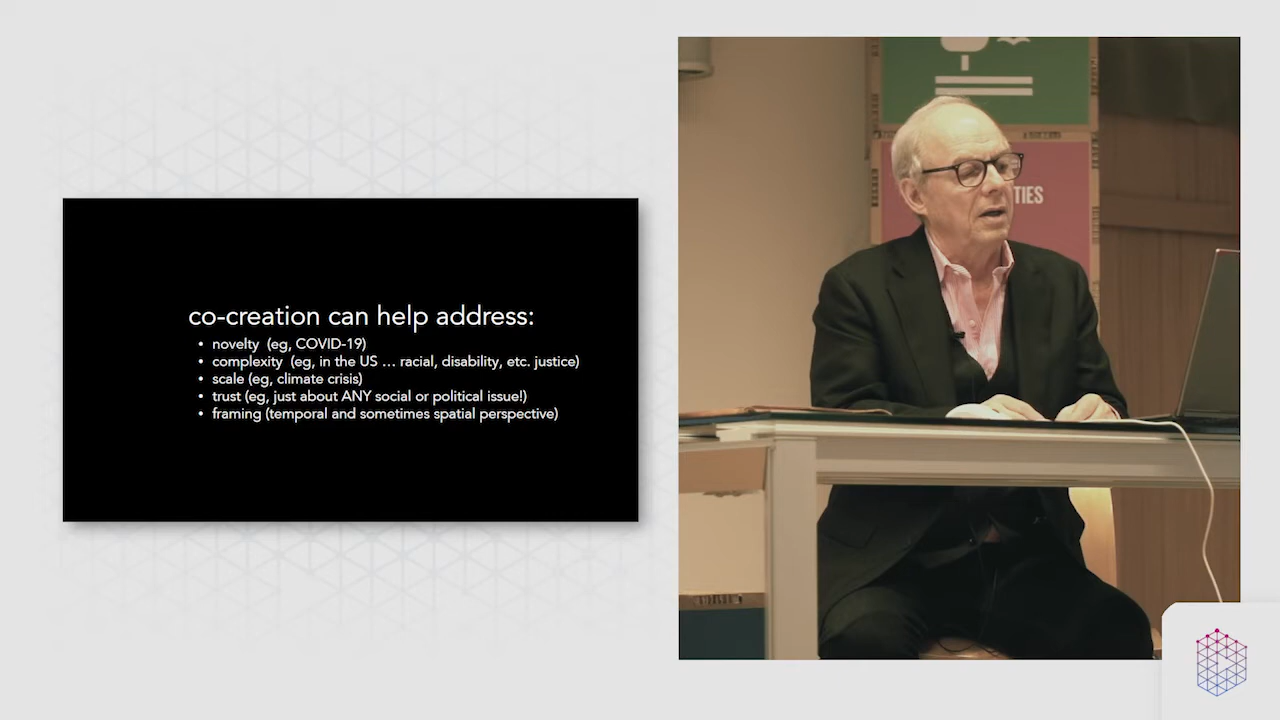 co-creation can help address:
• novelty (eg, COVID-19)
• complexity (eg, in the US ... racial, disability, etc. justice)
• scale (eg, climate crisis)
• trust (eg, just about ANY social or political issue!)
• framing (temporal and sometimes spatial perspective)
TIES